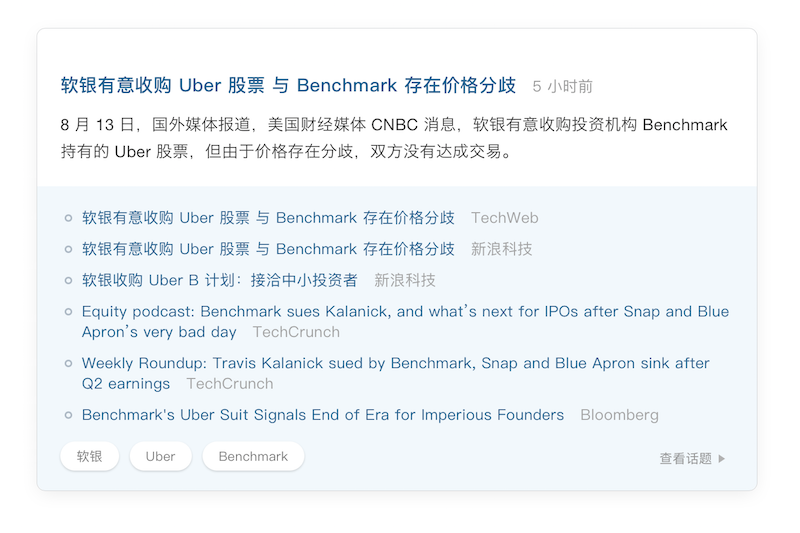 软银有意收购 Uber 股票 与 Benchmark 存在价格分歧 5 小时前
8 月 13 日，国外媒体报道，美国财经媒体 CNBC 消息，软银有意收购投资机构 Benchmark
持有的 Uber 股票，但由于价格存在分歧，双方没有达成交易。
软银有意收购 Uber 股票 与 Benchmark 存在价格分歧 TechWeb
软银有意收购 Uber 股票 与 Benchmark 存在价格分歧 新浪科技
软银收购 Uber B 计划：接洽中小投资者 新浪科技
Equity podcast: Benchmark sues Kalanick, and what's next for IPOs after Snap and Blue
Apron's very bad day TechCrunch
Weekly Roundup: Travis Kalanick sued by Benchmark, Snap and Blue Apron sink after
Q2 earnings TechCrunch
Benchmark's Uber Suit Signals End of Era for Imperious Founders Bloomberg
软银 Uber Benchmark 查看话题